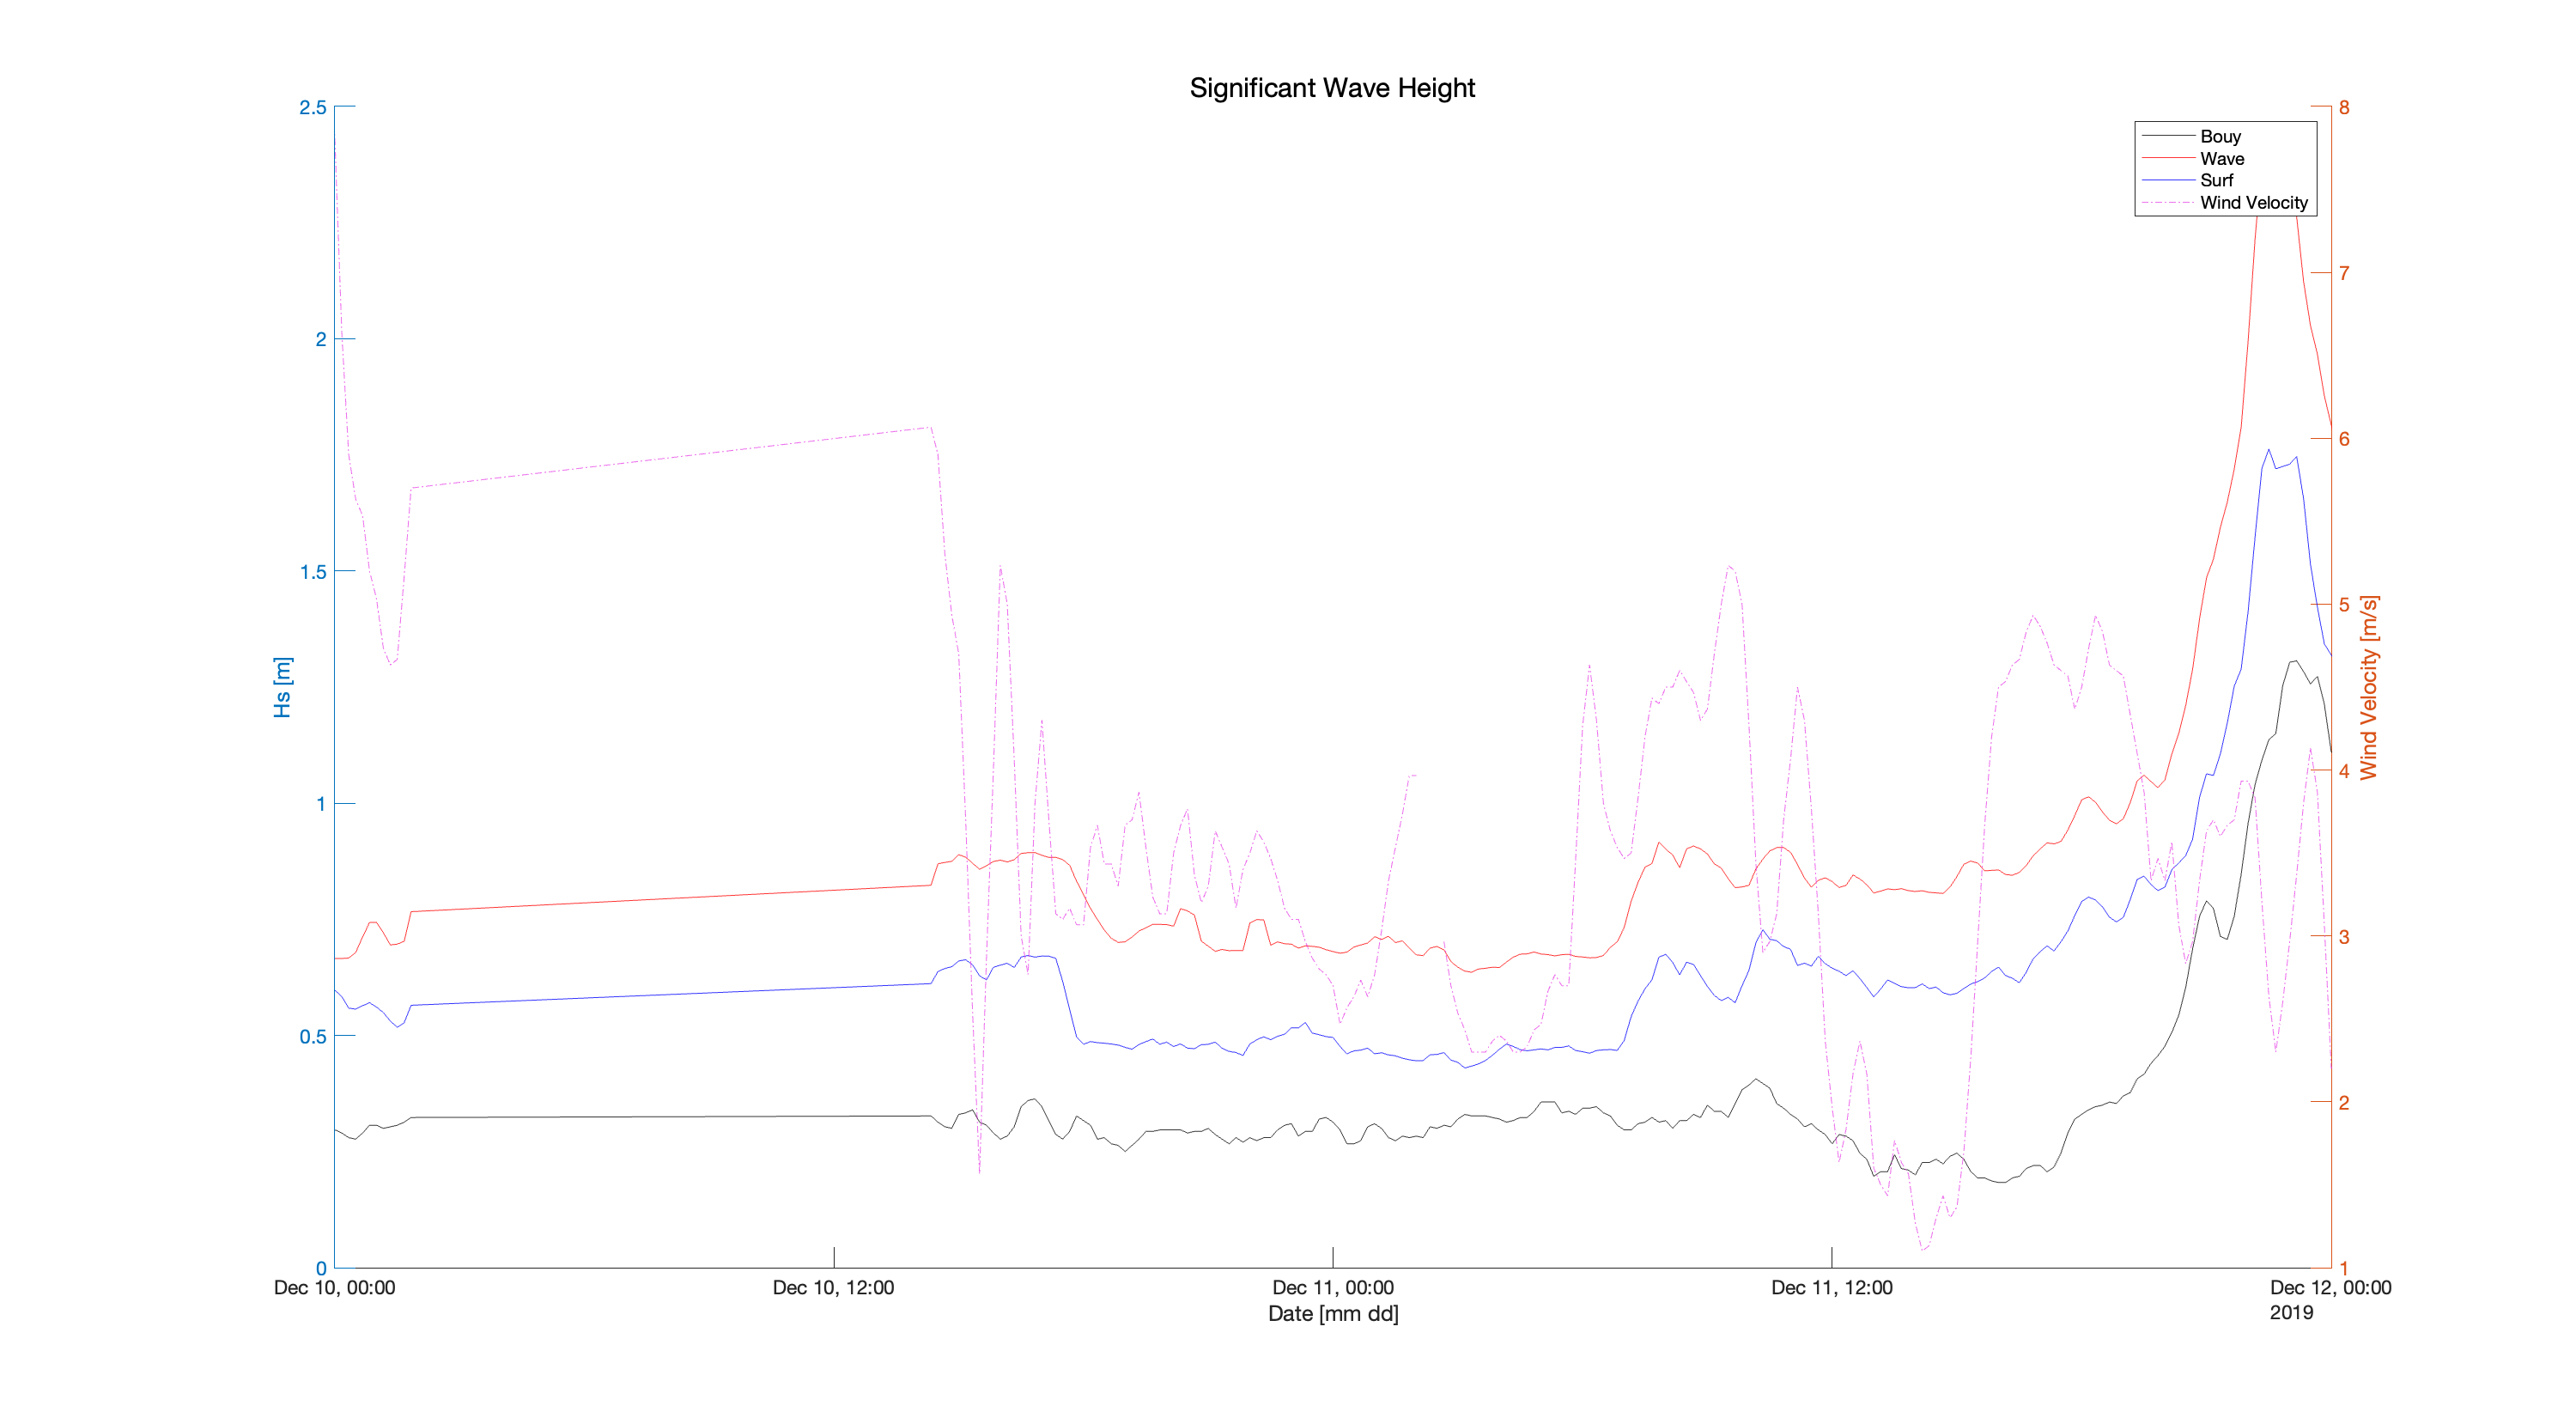 Significant Wave Height
2.5
2
1.5
1
0.5
0
Hs [m]
8
7
6
5
4
3
2
1
Wind Velocity [m/s]
Bouy
Wave
Surf
Wind Velocity
Dec 10, 00:00
Dec 10, 12:00
Dec 11, 00:00
Dec 11, 12:00
Dec 12, 00:00
2019
Date [mm dd]